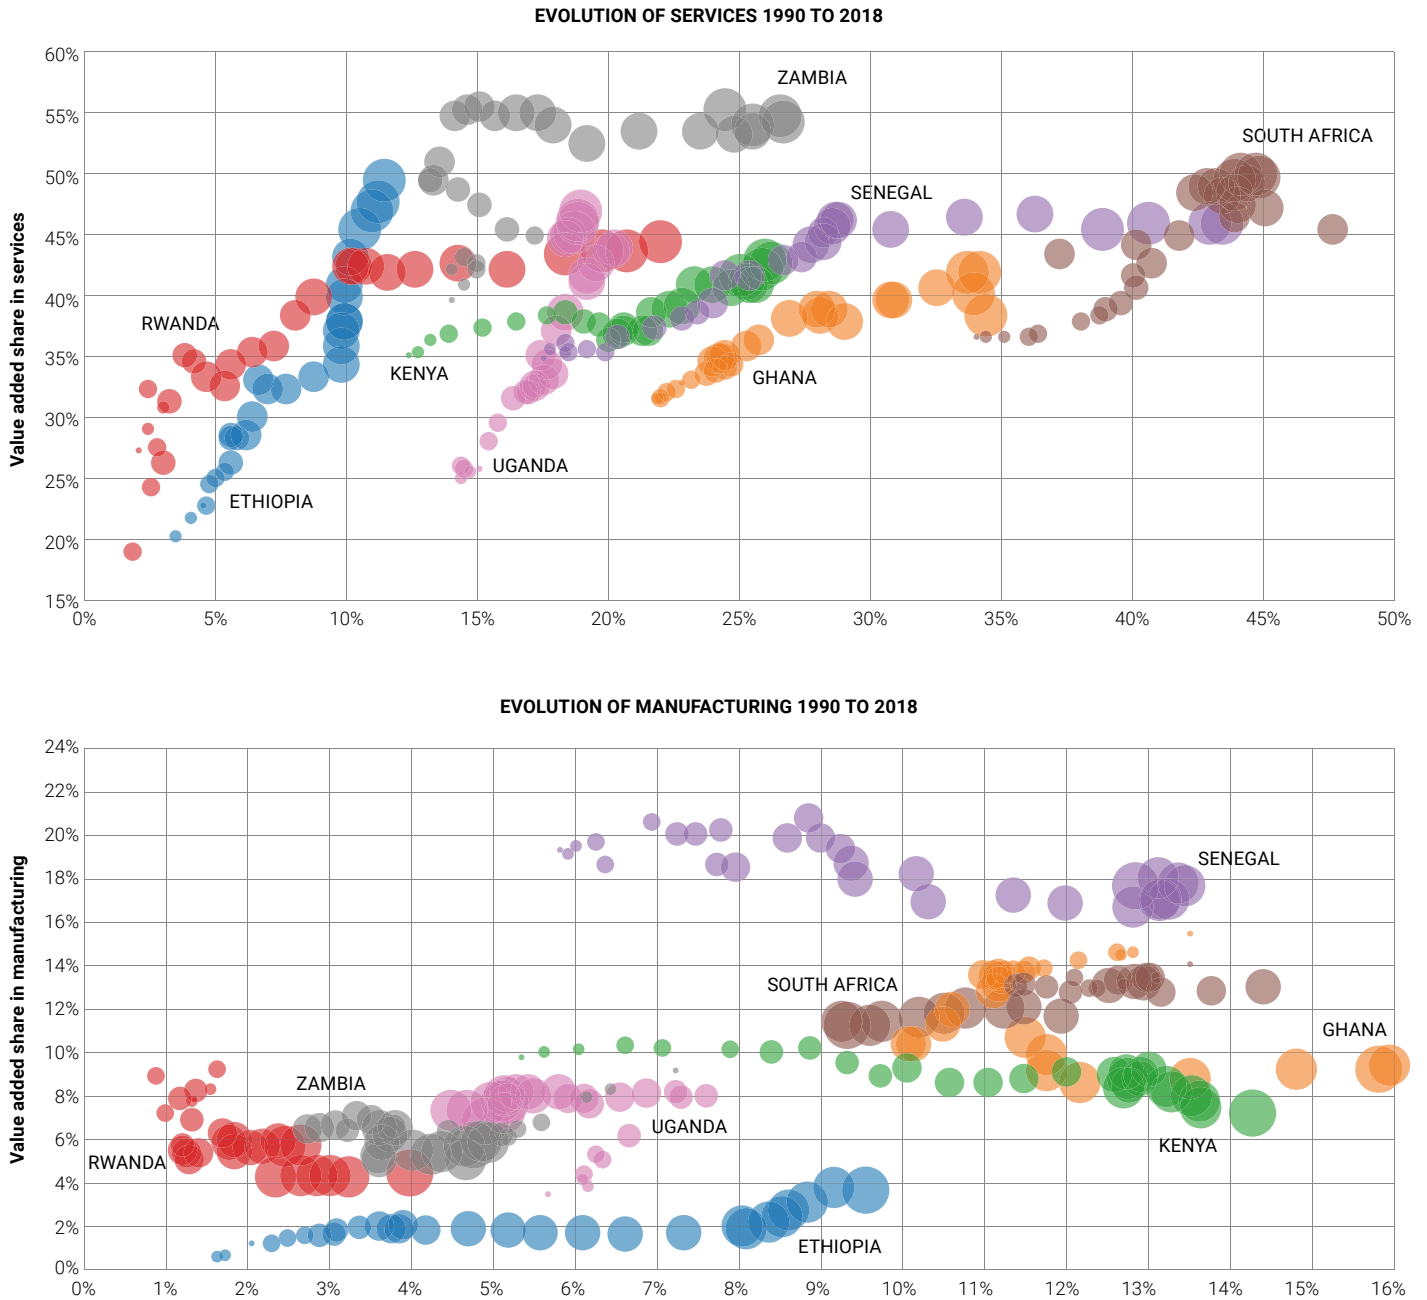 EVOLUTION OF SERVICES 1990 TO 2018
Value added share in services
60%
55%
50%
45%
40%
35%
30%
25%
20%
15%
ZAMBIA
SOUTH AFRICA
SENEGAL
RWANDA
KENYA
GHANA
UGANDA
ETHIOPIA
0% 5% 10% 15% 20% 25% 30% 35% 40% 45% 50%
EVOLUTION OF MANUFACTURING 1990 TO 2018
Value added share in manufacturing
24%
22%
20%
18%
16%
14%
12%
10%
8%
6%
4%
2%
0%
SENEGAL
SOUTH AFRICA
GHANA
ZAMBIA
UGANDA
KENYA
RWANDA
ETHIOPIA
0% 1% 2% 3% 4% 5% 6% 7% 8% 9% 10% 11% 12% 13% 14% 15% 16%